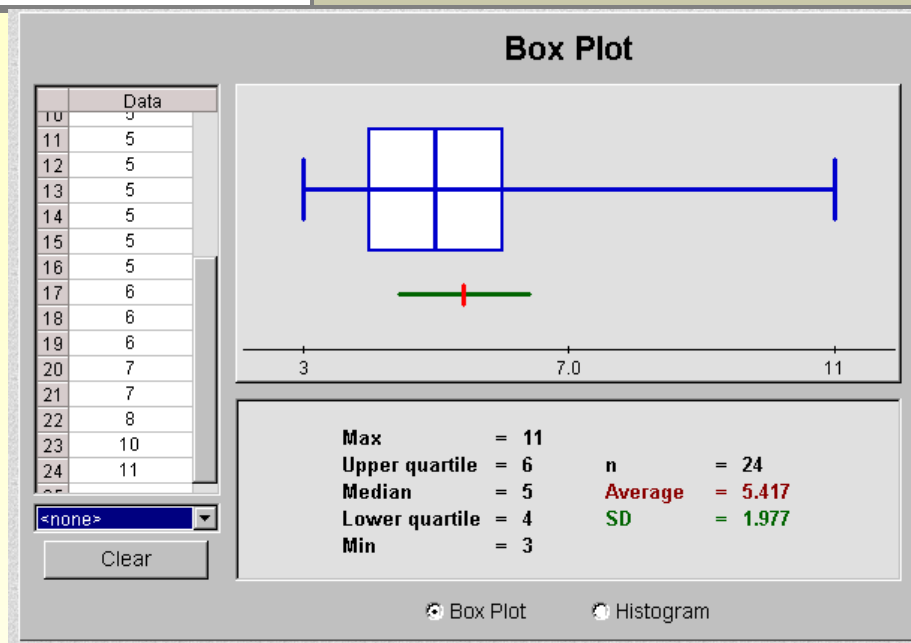 Box Plot
Data
10 5
11 5
12 5
13 5
14 5
15 5
16 5
17 6
18 6
19 6
20 7
21 7
22 8
23 10
24 11
<none>
Clear
3 7.0 11
Max = 11
Upper quartile = 6 n = 24
Median = 5 Average = 5.417
Lower quartile = 4 SD = 1.977
Min = 3
Box Plot Histogram